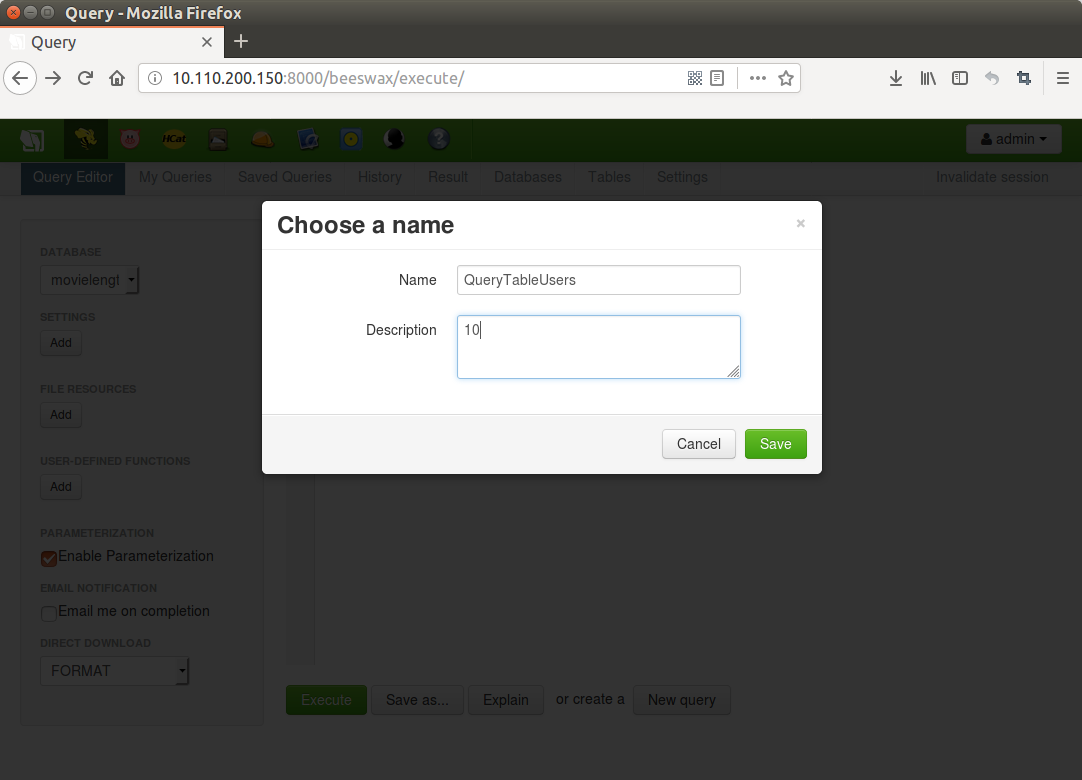 Query - Mozilla Firefox
Query
10.110.200.150:8000/beeswax/execute/
HCat
admin
Query Editor My Queries Saved Queries History Result Databases Tables Settings Invalidate session
Choose a name
×
Name QueryTableUsers
Description 10
Cancel Save
DATABASE
movielengt
SETTINGS
Add
FILE RESOURCES
Add
USER-DEFINED FUNCTIONS
Add
PARAMETERIZATION
Enable Parameterization
EMAIL NOTIFICATION
Email me on completion
DIRECT DOWNLOAD
FORMAT
Execute Save as... Explain or create a New query